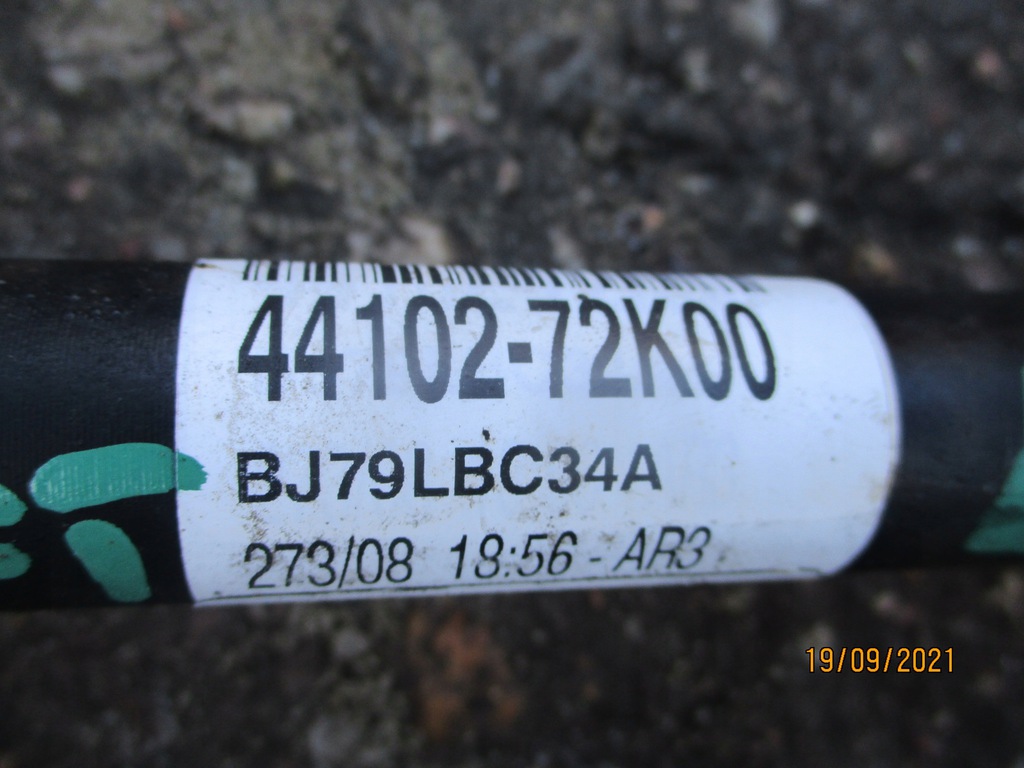 44102-72K00
BJ79LBC34A
273/08 18:56 - AR3
19/09/2021